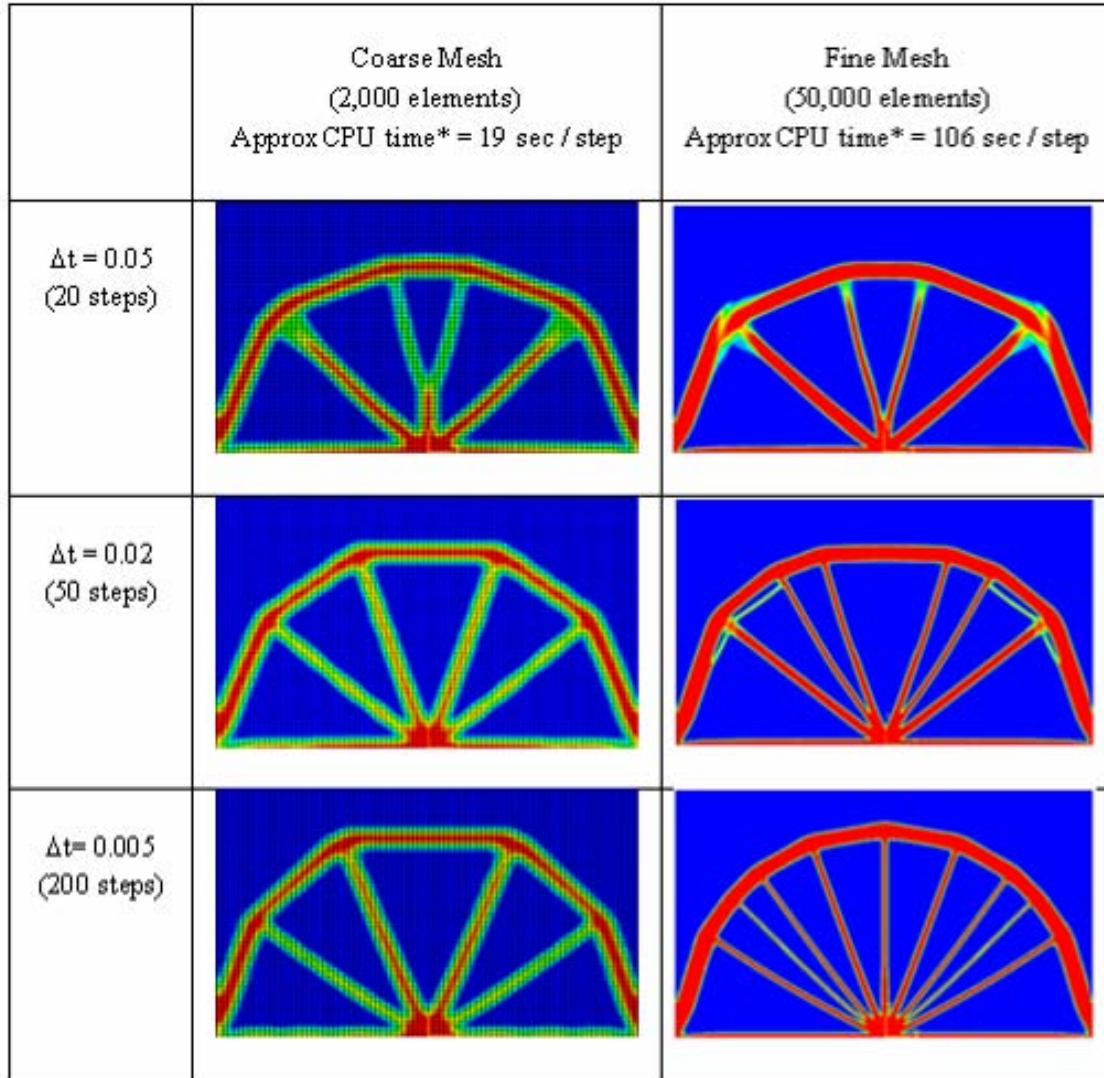 Coarse Mesh
(2,000 elements)
Approx CPU time* = 19 sec / step
Fine Mesh
(50,000 elements)
Approx CPU time* = 106 sec / step
Δt = 0.05
(20 steps)
Δt = 0.02
(50 steps)
Δt= 0.005
(200 steps)